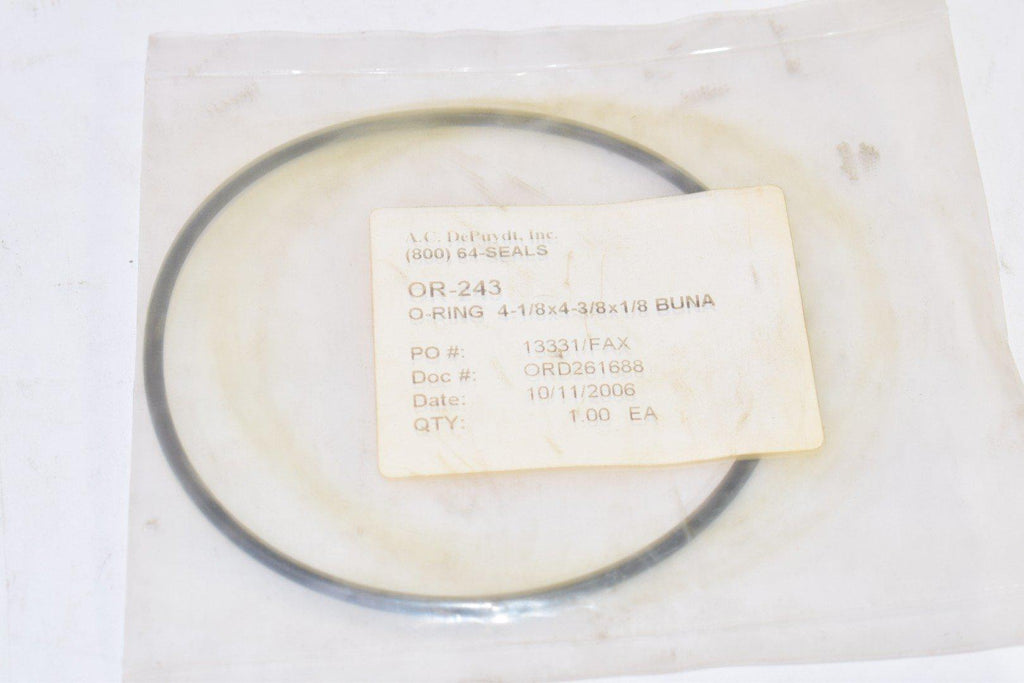 A.C. DePuydt, Inc.
(800) 64-SEALS
OR-243
O-RING 4-1/8x4-3/8x1/8 BUNA
PO #: 13331/FAX
Doc #: ORD261688
Date: 10/11/2006
QTY: 1.00 EA